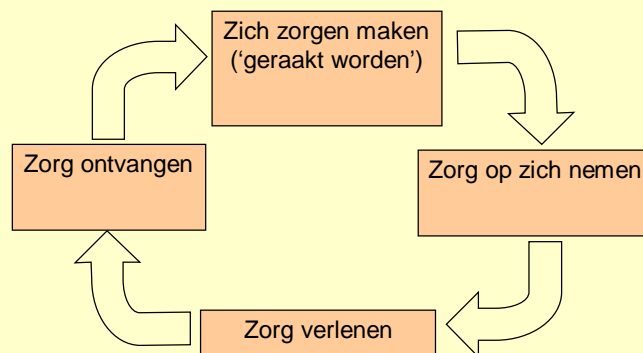 Zich zorgen maken
(‘geraakt worden’)
Zorg op zich nemen
Zorg verlenen
Zorg ontvangen